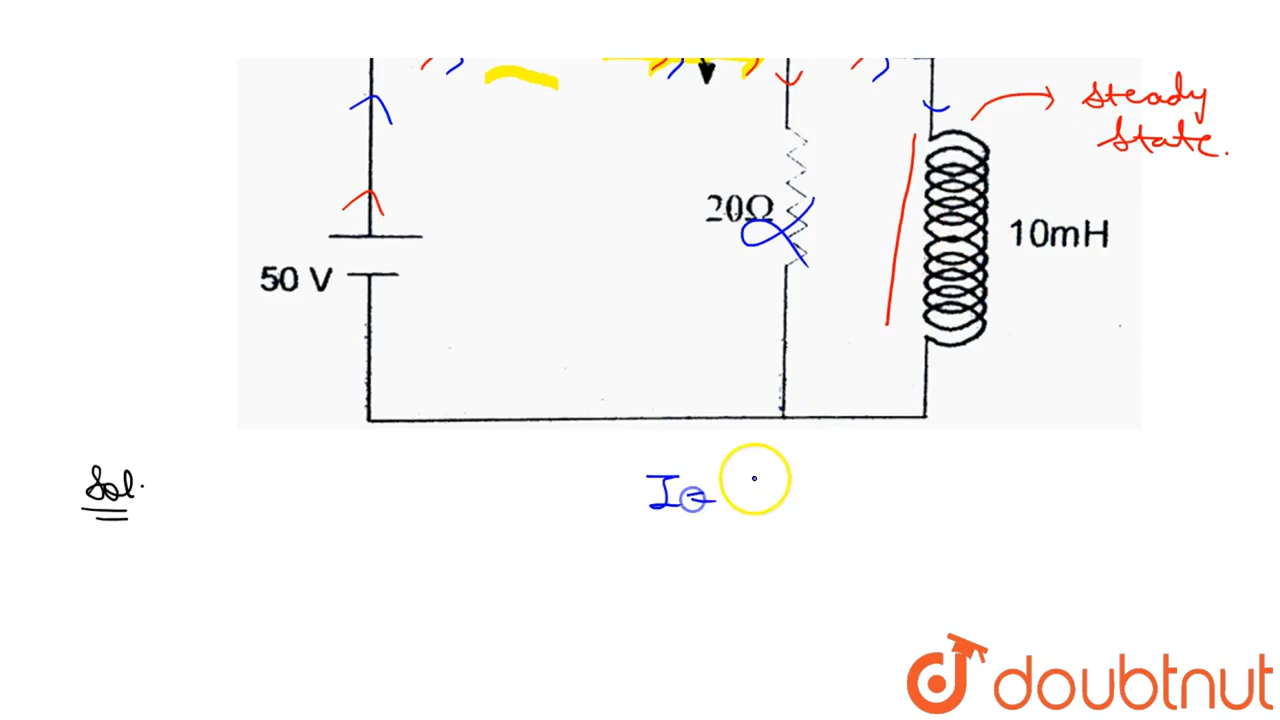 steady
state.
20Ω
10mH
50 V
Sol.
I =
doubtnut